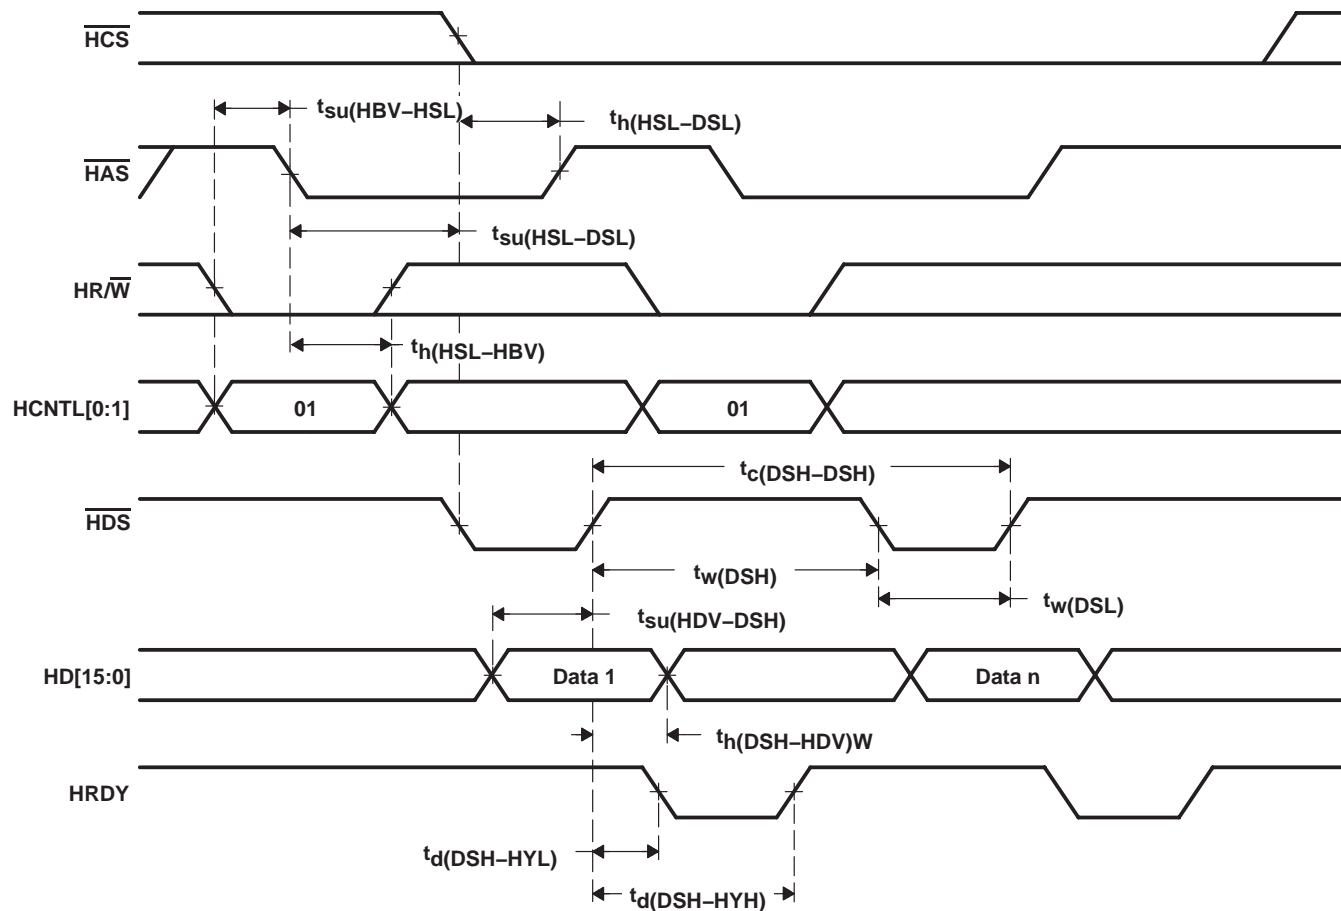 HCS
tsu(HBV–HSL)
th(HSL–DSL)
HAS
tsu(HSL–DSL)
HR/W
th(HSL–HBV)
HCNTL[0:1] 01 01
tc(DSH–DSH)
HDS
tw(DSH)
tw(DSL)
tsu(HDV–DSH)
HD[15:0] Data 1 Data n
th(DSH–HDV)W
HRDY
td(DSH–HYL)
td(DSH–HYH)